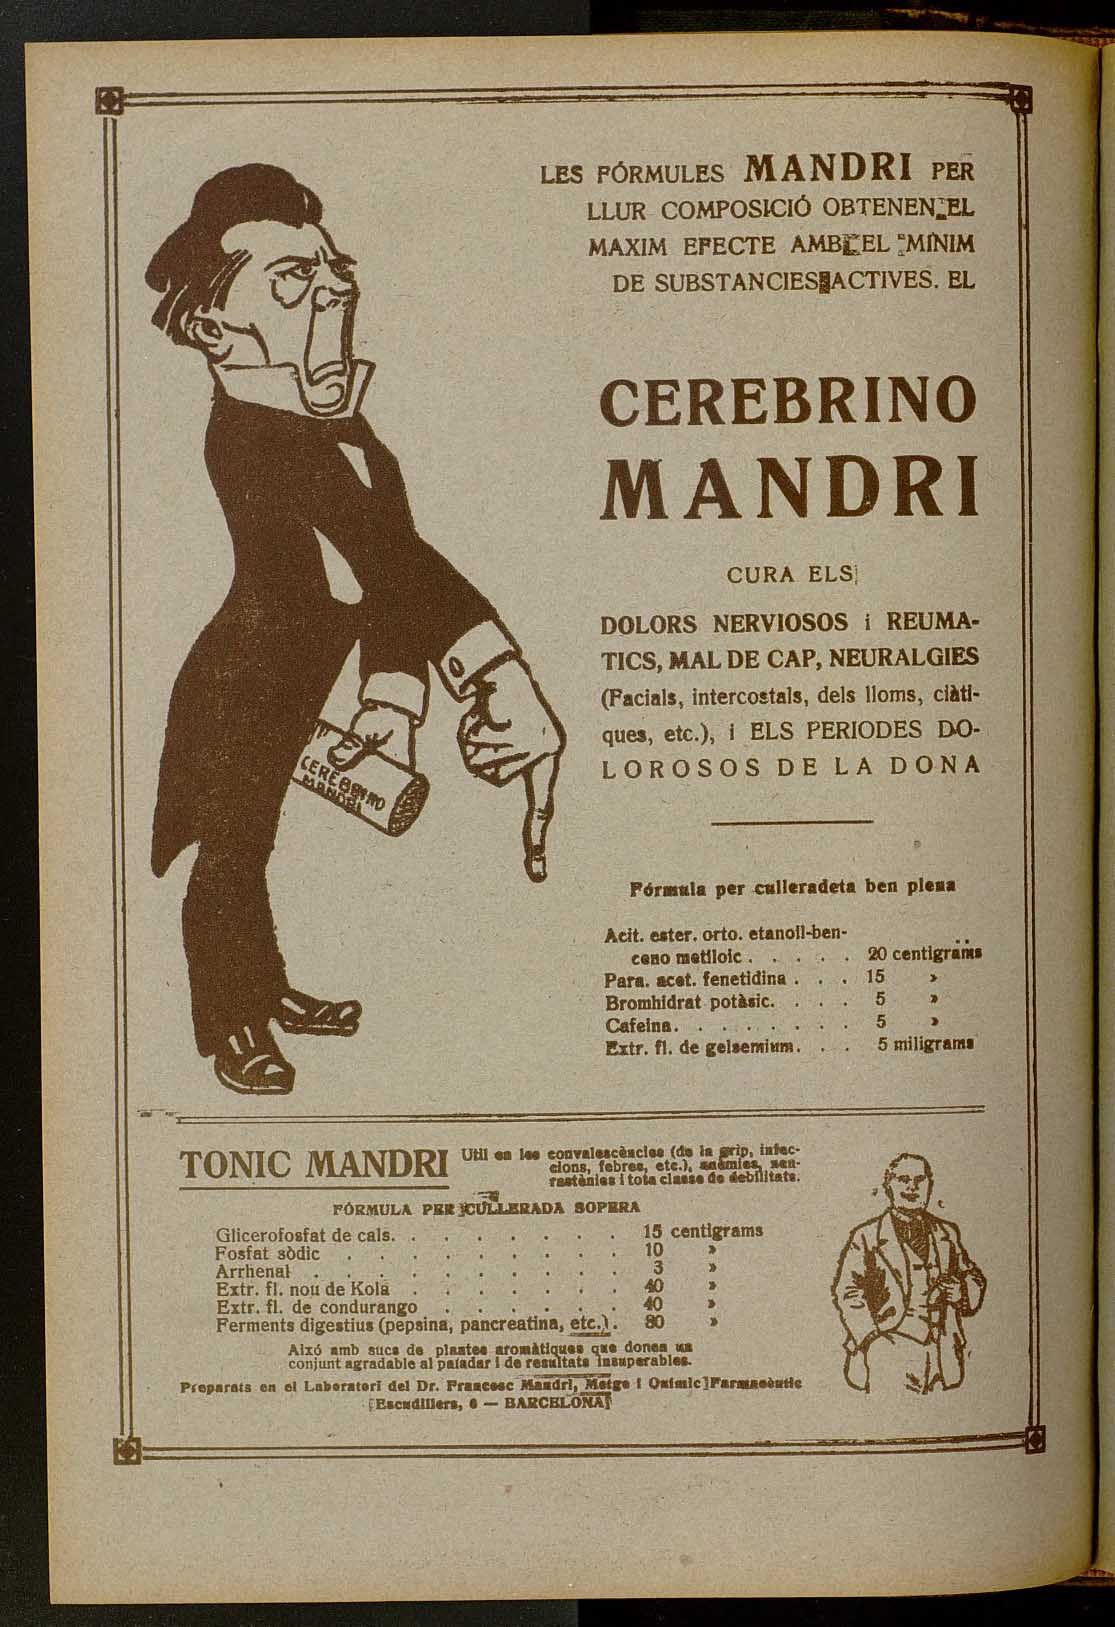 LES FÓRMULES MANDRI PER
LLUR COMPOSICIÓ OBTENEN EL
MAXIM EFECTE AMB EL MÍNIM
DE SUBSTANCIES ACTIVES. EL
CEREBRINO
MANDRI
CURA ELS
DOLORS NERVIOSOS i REUMA-
TICS, MAL DE CAP, NEURALGIES
(Facials, intercostals, dels lloms, ciàti-
ques, etc.), i ELS PERIODES DO-
LOROSOS DE LA DONA
CEREBRINO
MANDRI
Fórmula per culleradeta ben plena
Acit. ester. orto. etanoll-ben-
ceno metiloic . . . . . 20 centigrams
Para. acet. fenetidina . . . 15 »
Bromhidrat potàsic. . . . 5 »
Cafeina. . . . . . . . 5 »
Extr. fl. de gelsemium. . . 5 miligrams
TONIC MANDRI
Util en les convalescències (de la grip, infec-
cions, febres, etc.), anèmies, neu-
rastènies i tota classe de debilitats.
FÓRMULA PER CULLERADA SOPERA
Glicerofosfat de cals. . . . . . . . 15 centigrams
Fosfat sòdic . . . . . . . . . 10 »
Arrhenal . . . . . . . . . . 3 »
Extr. fl. nou de Kola . . . . . . . 40 »
Extr. fl. de condurango . . . . . . 40 »
Ferments digestius (pepsina, pancreatina, etc.) . 80 »
Aixó amb sucs de plantes aromàtiques que donen un
conjunt agradable al paladar i de resultats insuperables.
Preparats en el Laboratori del Dr. Francesc Mandri, Metge i Químic Farmacèutic
Escudillers, 6 — BARCELONA